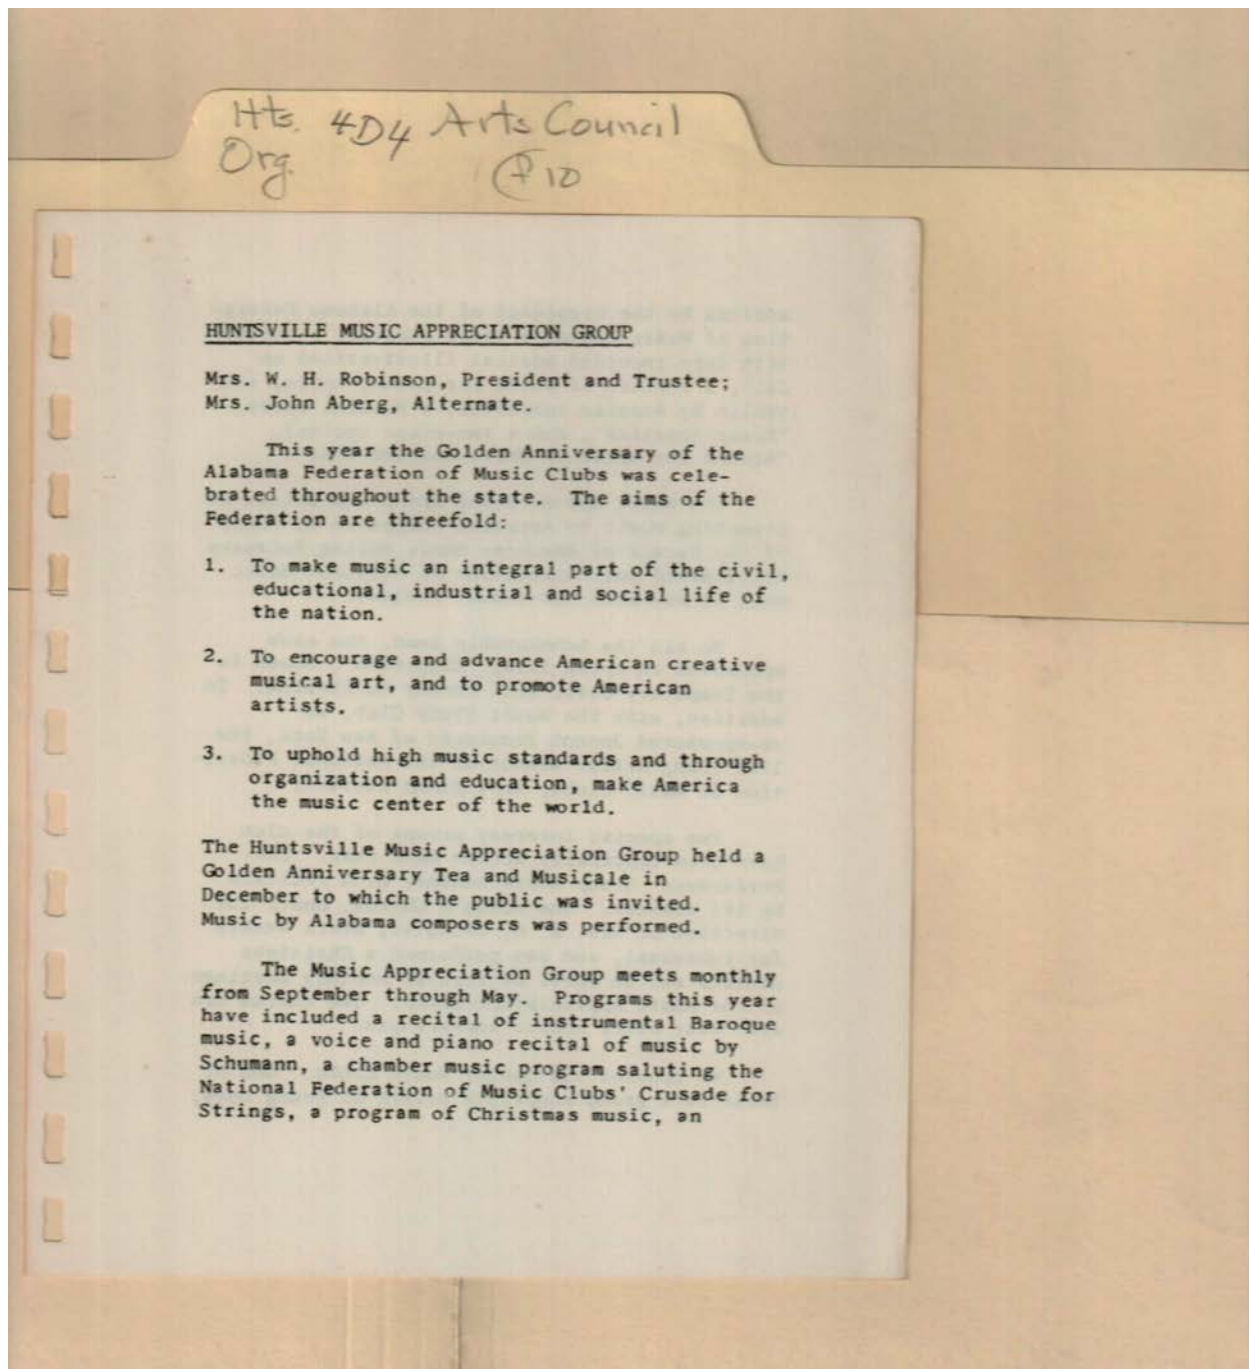 Hts. 4D4 Arts Council
Org. 10
HUNTSVILLE MUSIC APPRECIATION GROUP
Mrs. W. H. Robinson, President and Trustee;
Mrs. John Aberg, Alternate.
This year the Golden Anniversary of the
Alabama Federation of Music Clubs was cele-
brated throughout the state. The aims of the
Federation are threefold:
1. To make music an integral part of the civil,
educational, industrial and social life of
the nation.
2. To encourage and advance American creative
musical art, and to promote American
artists.
3. To uphold high music standards and through
organization and education, make America
the music center of the world.
The Huntsville Music Appreciation Group held a
Golden Anniversary Tea and Musicale in
December to which the public was invited.
Music by Alabama composers was performed.
The Music Appreciation Group meets monthly
from September through May. Programs this year
have included a recital of instrumental Baroque
music, a voice and piano recital of music by
Schumann, a chamber music program saluting the
National Federation of Music Clubs' Crusade for
Strings, a program of Christmas music, an